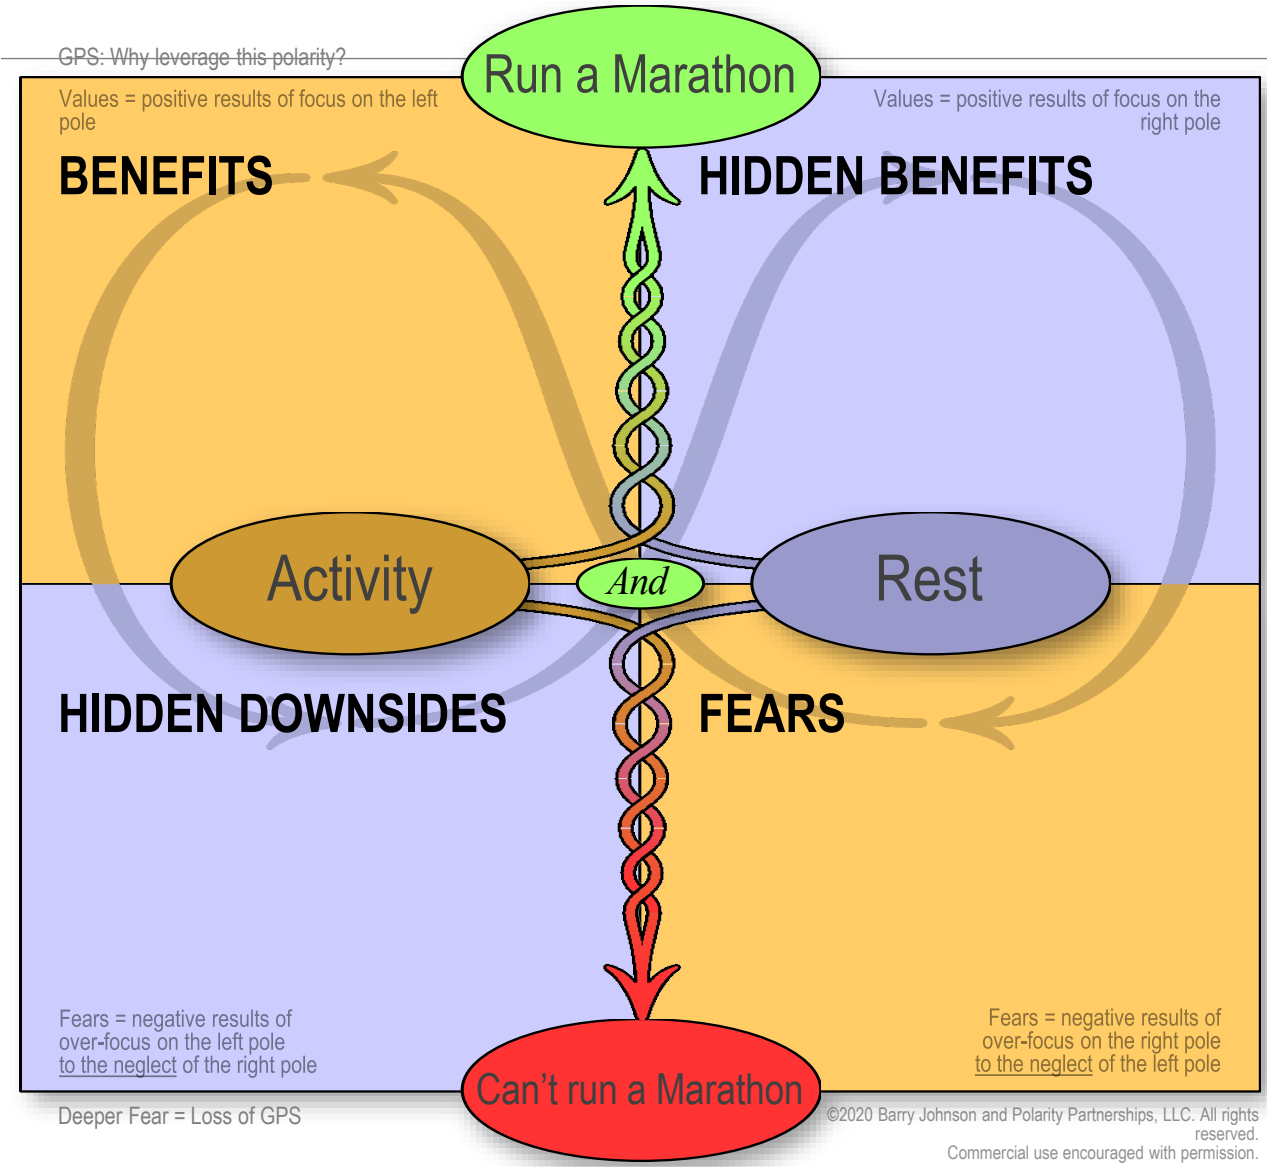 GPS: Why leverage this polarity?
Run a Marathon
Values = positive results of focus on the left
pole
Values = positive results of focus on the
right pole
BENEFITS
HIDDEN BENEFITS
Activity
And
Rest
HIDDEN DOWNSIDES
FEARS
Fears = negative results of
over-focus on the left pole
to the neglect of the right pole
Fears = negative results of
over-focus on the right pole
to the neglect of the left pole
Can't run a Marathon
Deeper Fear = Loss of GPS
©2020 Barry Johnson and Polarity Partnerships, LLC. All rights
reserved.
Commercial use encouraged with permission.